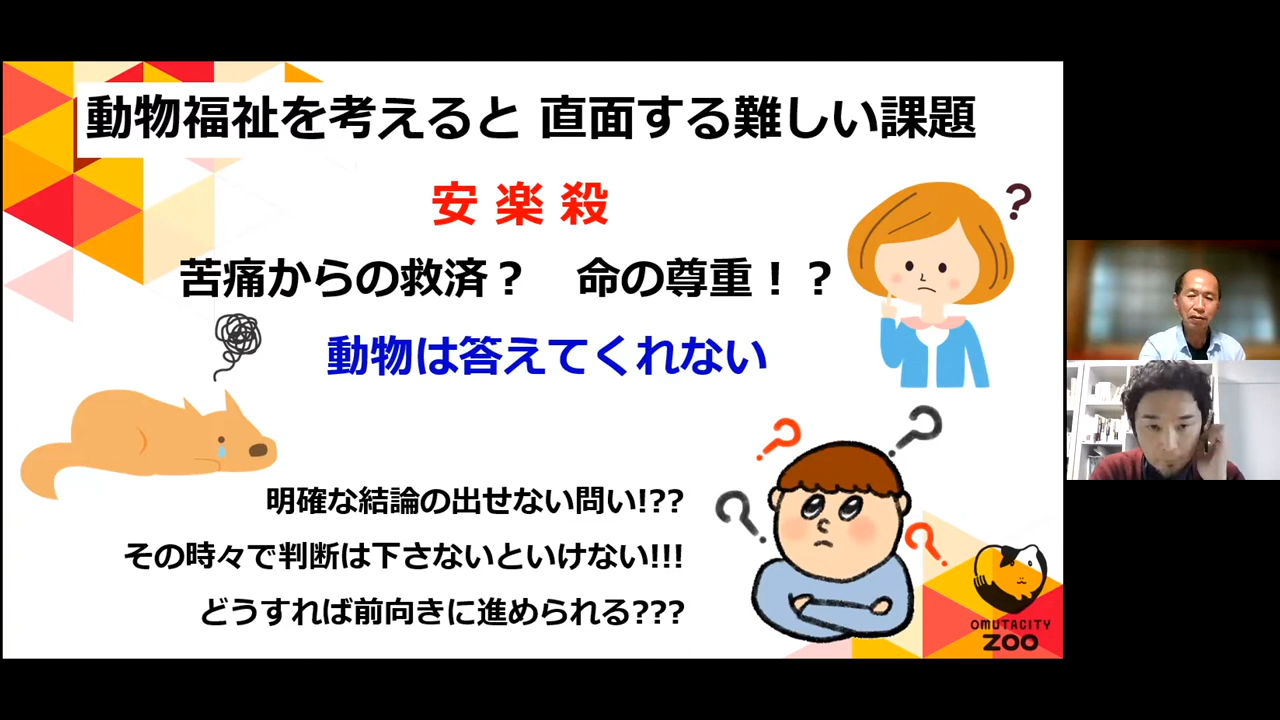 動物福祉を考えると 直面する難しい課題
安 楽 殺
?
苦痛からの救済？　命の尊重！？
動物は答えてくれない
? ?
? ?
明確な結論の出せない問い!??
その時々で判断は下さないといけない!!!
どうすれば前向きに進められる???
OMUTACITY
ZOO